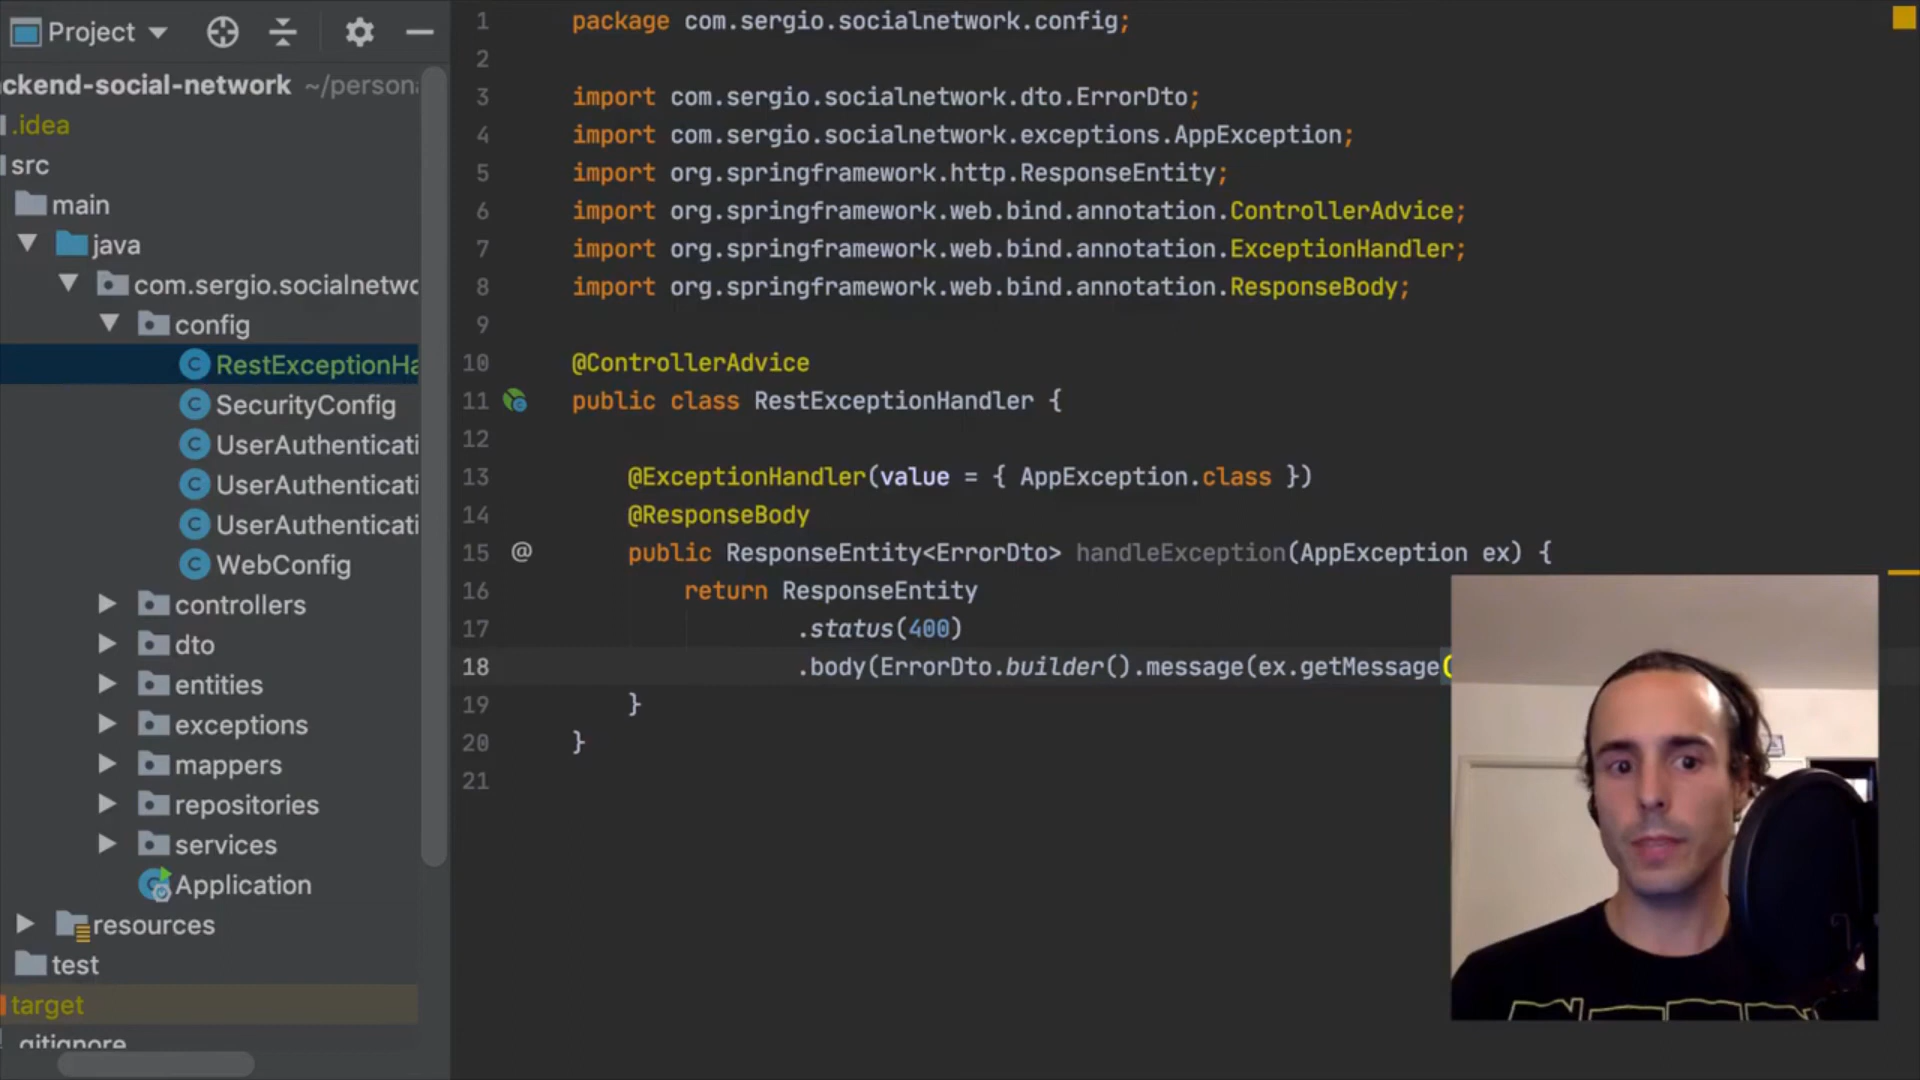 Project
ckend-social-network ~/person
.idea
src
main
java
com.sergio.socialnetwo
config
RestExceptionHa
SecurityConfig
UserAuthenticati
UserAuthenticati
UserAuthenticati
WebConfig
controllers
dto
entities
exceptions
mappers
repositories
services
Application
resources
test
target
.gitignore
1 package com.sergio.socialnetwork.config;
2
3 import com.sergio.socialnetwork.dto.ErrorDto;
4 import com.sergio.socialnetwork.exceptions.AppException;
5 import org.springframework.http.ResponseEntity;
6 import org.springframework.web.bind.annotation.ControllerAdvice;
7 import org.springframework.web.bind.annotation.ExceptionHandler;
8 import org.springframework.web.bind.annotation.ResponseBody;
9
10 @ControllerAdvice
11 public class RestExceptionHandler {
12
13 @ExceptionHandler(value = { AppException.class })
14 @ResponseBody
15 @ public ResponseEntity<ErrorDto> handleException(AppException ex) {
16 return ResponseEntity
17 .status(400)
18 .body(ErrorDto.builder().message(ex.getMessage(
19 }
20 }
21